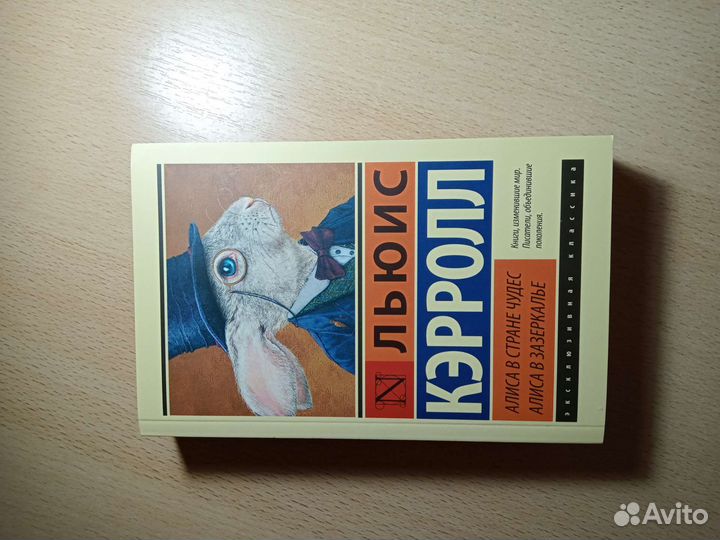 ЛЬЮИС
КЭРРОЛЛ
АЛИСА В СТРАНЕ ЧУДЕС
АЛИСА В ЗАЗЕРКАЛЬЕ
Книги, изменившие мир.
Писатели, объединившие
поколения.
эксклюзивная классика
Avito